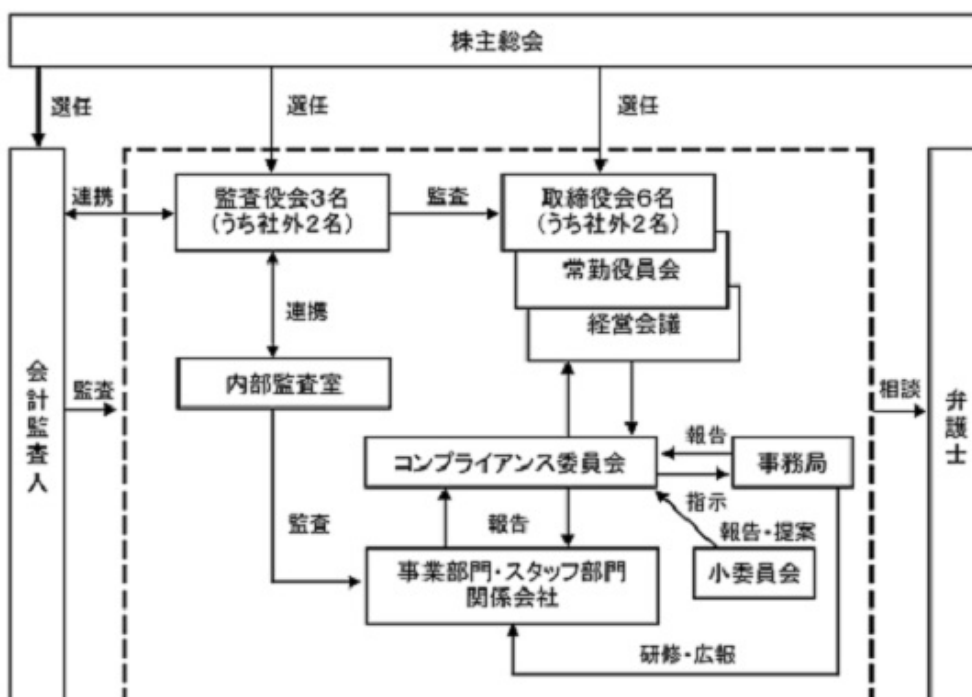 株主総会
選任
選任
選任
連携
監査役会3名
(うち社外2名)
監査
取締役会6名
(うち社外2名)
常勤役員会
連携
経営会議
内部監査室
会計監査人
監査
相談
弁護士
コンプライアンス委員会
報告
事務局
指示
監査
報告
報告・提案
事業部門・スタッフ部門
関係会社
小委員会
研修・広報